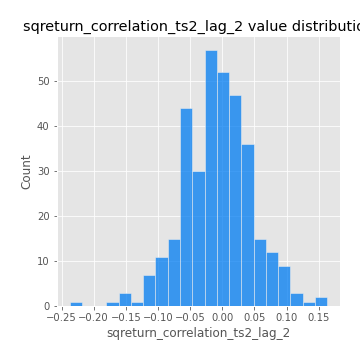 sqreturn_correlation_ts2_lag_2 value distributio
Count
50
40
30
20
10
0
−0.25 −0.20 −0.15 −0.10 −0.05 0.00 0.05 0.10 0.15
sqreturn_correlation_ts2_lag_2